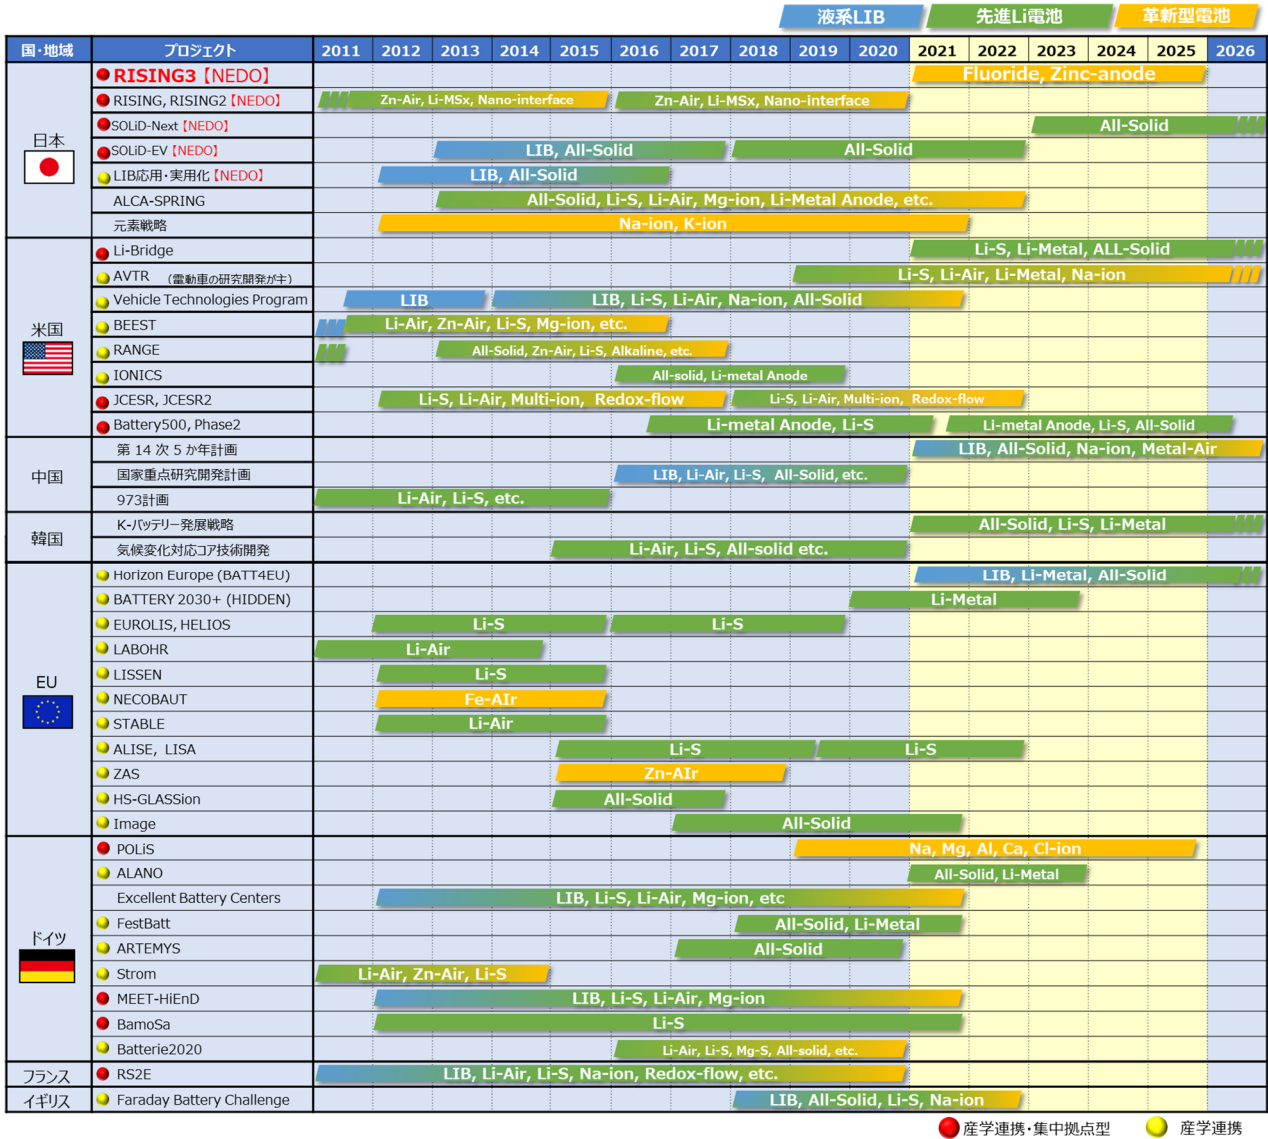 液系LIB 先進Li電池 革新型電池
国・地域 プロジェクト 2011 2012 2013 2014 2015 2016 2017 2018 2019 2020 2021 2022 2023 2024 2025 2026
日本
RISING3【NEDO】 Fluoride, Zinc-anode
RISING, RISING2【NEDO】 Zn-Air, Li-MSx, Nano-interface Zn-Air, Li-MSx, Nano-interface
SOLiD-Next【NEDO】 All-Solid
SOLiD-EV【NEDO】 LIB, All-Solid All-Solid
LIB応用・実用化【NEDO】 LIB, All-Solid
ALCA-SPRING All-Solid, Li-S, Li-Air, Mg-ion, Li-Metal Anode, etc.
元素戦略 Na-ion, K-ion
米国
Li-Bridge Li-S, Li-Metal, ALL-Solid
AVTR (電動車の研究開発が主) Li-S, Li-Air, Li-Metal, Na-ion
Vehicle Technologies Program LIB LIB, Li-S, Li-Air, Na-ion, All-Solid
BEEST Li-Air, Zn-Air, Li-S, Mg-ion, etc.
RANGE All-Solid, Zn-Air, Li-S, Alkaline, etc.
IONICS All-solid, Li-metal Anode
JCESR, JCESR2 Li-S, Li-Air, Multi-ion, Redox-flow Li-S, Li-Air, Multi-ion, Redox-flow
Battery500, Phase2 Li-metal Anode, Li-S Li-metal Anode, Li-S, All-Solid
中国
第 14 次 5 か年計画 LIB, All-Solid, Na-ion, Metal-Air
国家重点研究開発計画 LIB, Li-Air, Li-S, All-Solid, etc.
973計画 Li-Air, Li-S, etc.
韓国
K-バッテリー発展戦略 All-Solid, Li-S, Li-Metal
気候変化対応コア技術開発 Li-Air, Li-S, All-solid etc.
EU
Horizon Europe (BATT4EU) LIB, Li-Metal, All-Solid
BATTERY 2030+ (HIDDEN) Li-Metal
EUROLIS, HELIOS Li-S Li-S
LABOHR Li-Air
LISSEN Li-S
NECOBAUT Fe-AIr
STABLE Li-Air
ALISE, LISA Li-S Li-S
ZAS Zn-AIr
HS-GLASSion All-Solid
Image All-Solid
ドイツ
POLiS Na, Mg, Al, Ca, Cl-ion
ALANO All-Solid, Li-Metal
Excellent Battery Centers LIB, Li-S, Li-Air, Mg-ion, etc
FestBatt All-Solid, Li-Metal
ARTEMYS All-Solid
Strom Li-Air, Zn-Air, Li-S
MEET-HiEnD LIB, Li-S, Li-Air, Mg-ion
BamoSa Li-S
Batterie2020 Li-Air, Li-S, Mg-S, All-solid, etc.
フランス RS2E LIB, Li-Air, Li-S, Na-ion, Redox-flow, etc.
イギリス Faraday Battery Challenge LIB, All-Solid, Li-S, Na-ion
産学連携・集中拠点型 産学連携